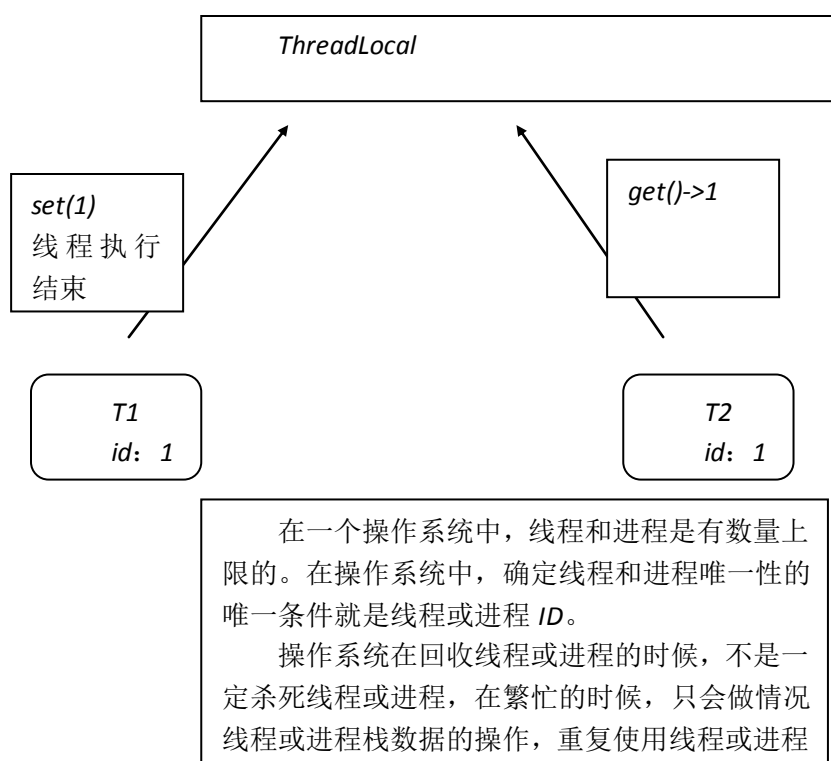 ThreadLocal
set(1)
线程执行
结束
get()->1
T1
id：1
T2
id：1
在一个操作系统中，线程和进程是有数量上
限的。在操作系统中，确定线程和进程唯一性的
唯一条件就是线程或进程 ID。
操作系统在回收线程或进程的时候，不是一
定杀死线程或进程，在繁忙的时候，只会做情况
线程或进程栈数据的操作，重复使用线程或进程